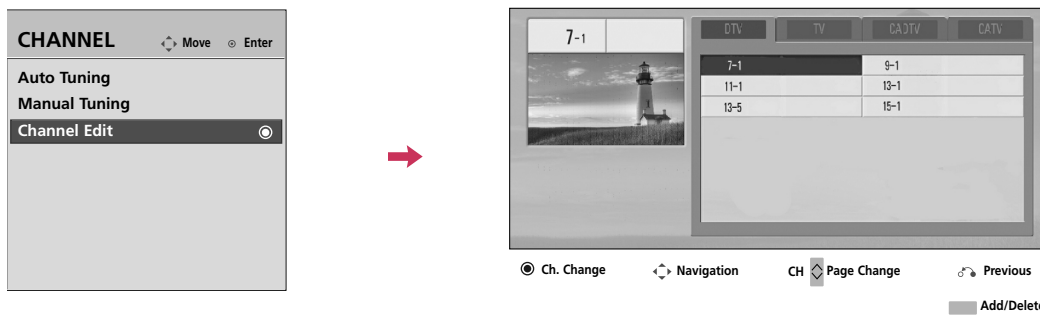 CHANNEL Move Enter
Auto Tuning
Manual Tuning
Channel Edit
7-1
DTV TV CADTV CATV
7-1 9-1
11-1 13-1
13-5 15-1
Ch. Change Navigation CH Page Change Previous
Add/Delete